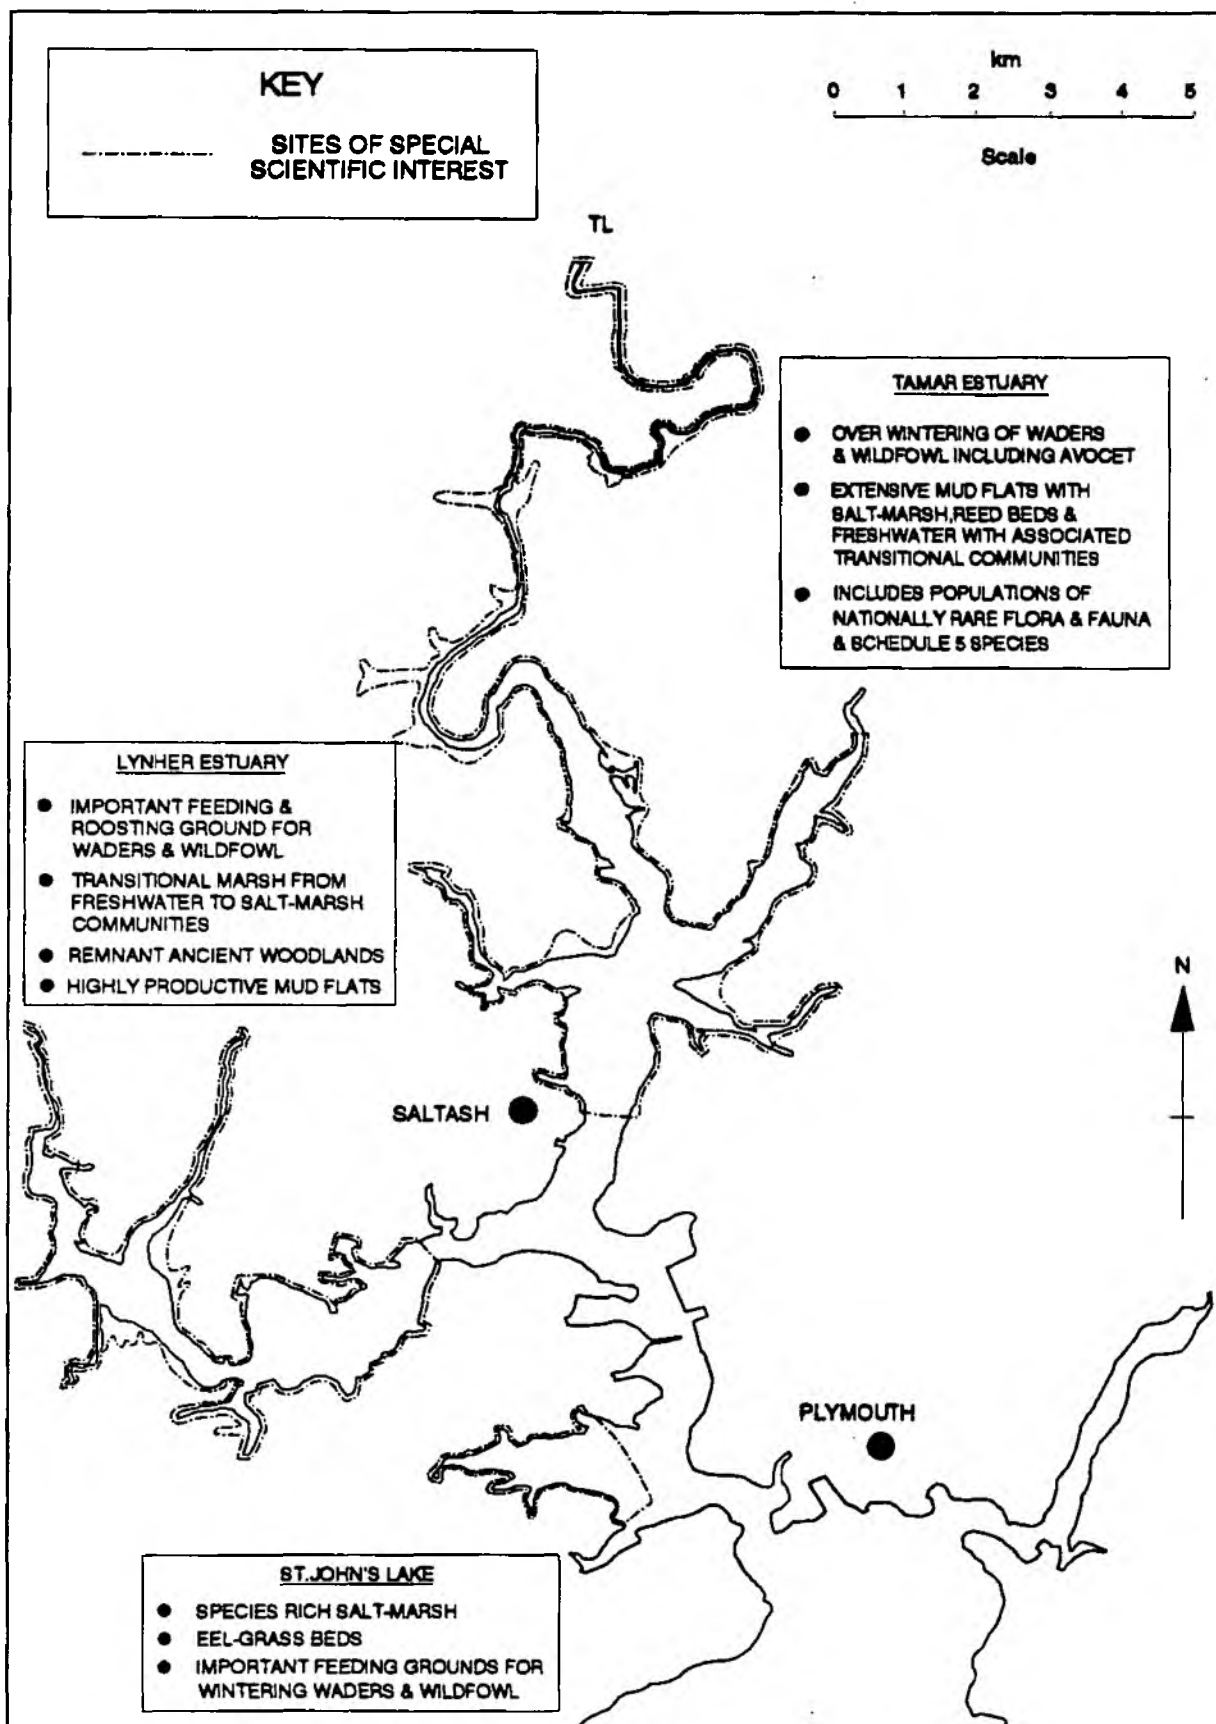 KEY
SITES OF SPECIAL
SCIENTIFIC INTEREST
km
0 1 2 3 4 5
Scale
TL
TAMAR ESTUARY
● OVER WINTERING OF WADERS
& WILDFOWL INCLUDING AVOCET
● EXTENSIVE MUD FLATS WITH
SALT-MARSH, REED BEDS &
FRESHWATER WITH ASSOCIATED
TRANSITIONAL COMMUNITIES
● INCLUDES POPULATIONS OF
NATIONALLY RARE FLORA & FAUNA
& SCHEDULE 5 SPECIES
LYNHER ESTUARY
● IMPORTANT FEEDING &
ROOSTING GROUND FOR
WADERS & WILDFOWL
● TRANSITIONAL MARSH FROM
FRESHWATER TO SALT-MARSH
COMMUNITIES
● REMNANT ANCIENT WOODLANDS
● HIGHLY PRODUCTIVE MUD FLATS
N
SALTASH
PLYMOUTH
ST.JOHN'S LAKE
● SPECIES RICH SALT-MARSH
● EEL-GRASS BEDS
● IMPORTANT FEEDING GROUNDS FOR
WINTERING WADERS & WILDFOWL